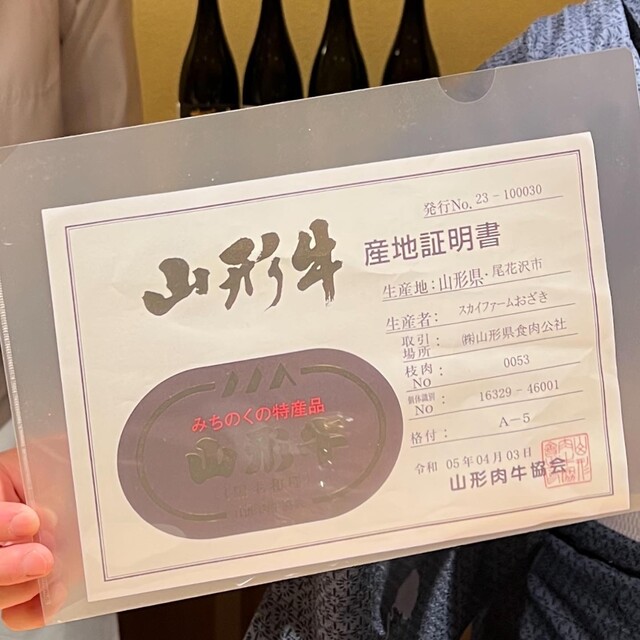 発行No. 23-100030
山形牛 産地証明書
生産地：山形県・尾花沢市
生産者：スカイファームおざき
取引場所：㈱山形県食肉公社
枝肉No：0053
個体識別No：16329-46001
格付：A-5
令和 05年04月03日
山形肉牛協会
みちのくの特産品
山形牛